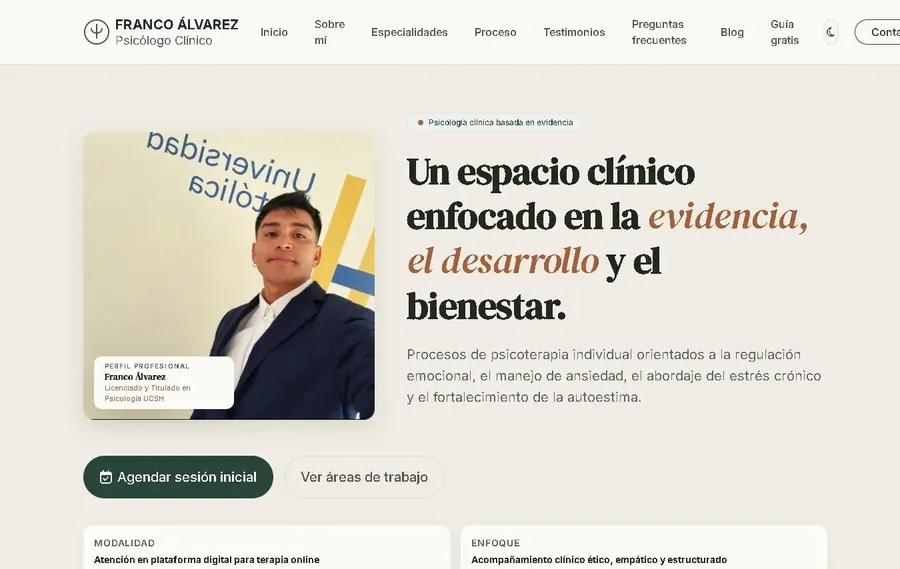 FRANCO ÁLVAREZ
Psicólogo Clínico
Inicio
Sobre
mí
Especialidades
Proceso
Testimonios
Preguntas
frecuentes
Blog
Guía
gratis
Conta
Psicología clínica basada en evidencia
Universidad
tólica
Un espacio clínico
enfocado en la evidencia,
el desarrollo y el
bienestar.
Procesos de psicoterapia individual orientados a la regulación
emocional, el manejo de ansiedad, el abordaje del estrés crónico
y el fortalecimiento de la autoestima.
PERFIL PROFESIONAL
Franco Álvarez
Licenciado y Titulado en
Psicología UCSH
Agendar sesión inicial
Ver áreas de trabajo
MODALIDAD
Atención en plataforma digital para terapia online
ENFOQUE
Acompañamiento clínico ético, empático y estructurado